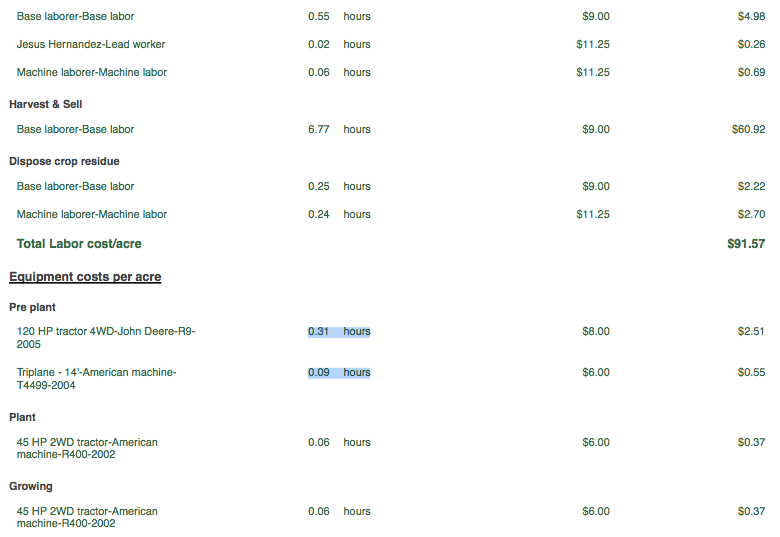 Base laborer-Base labor 0.55 hours $9.00 $4.98
Jesus Hernandez-Lead worker 0.02 hours $11.25 $0.26
Machine laborer-Machine labor 0.06 hours $11.25 $0.69
Harvest & Sell
Base laborer-Base labor 6.77 hours $9.00 $60.92
Dispose crop residue
Base laborer-Base labor 0.25 hours $9.00 $2.22
Machine laborer-Machine labor 0.24 hours $11.25 $2.70
Total Labor cost/acre $91.57
Equipment costs per acre
Pre plant
120 HP tractor 4WD-John Deere-R9- 0.31 hours $8.00 $2.51
2005
Triplane - 14'-American machine- 0.09 hours $6.00 $0.55
T4499-2004
Plant
45 HP 2WD tractor-American 0.06 hours $6.00 $0.37
machine-R400-2002
Growing
45 HP 2WD tractor-American 0.06 hours $6.00 $0.37
machine-R400-2002